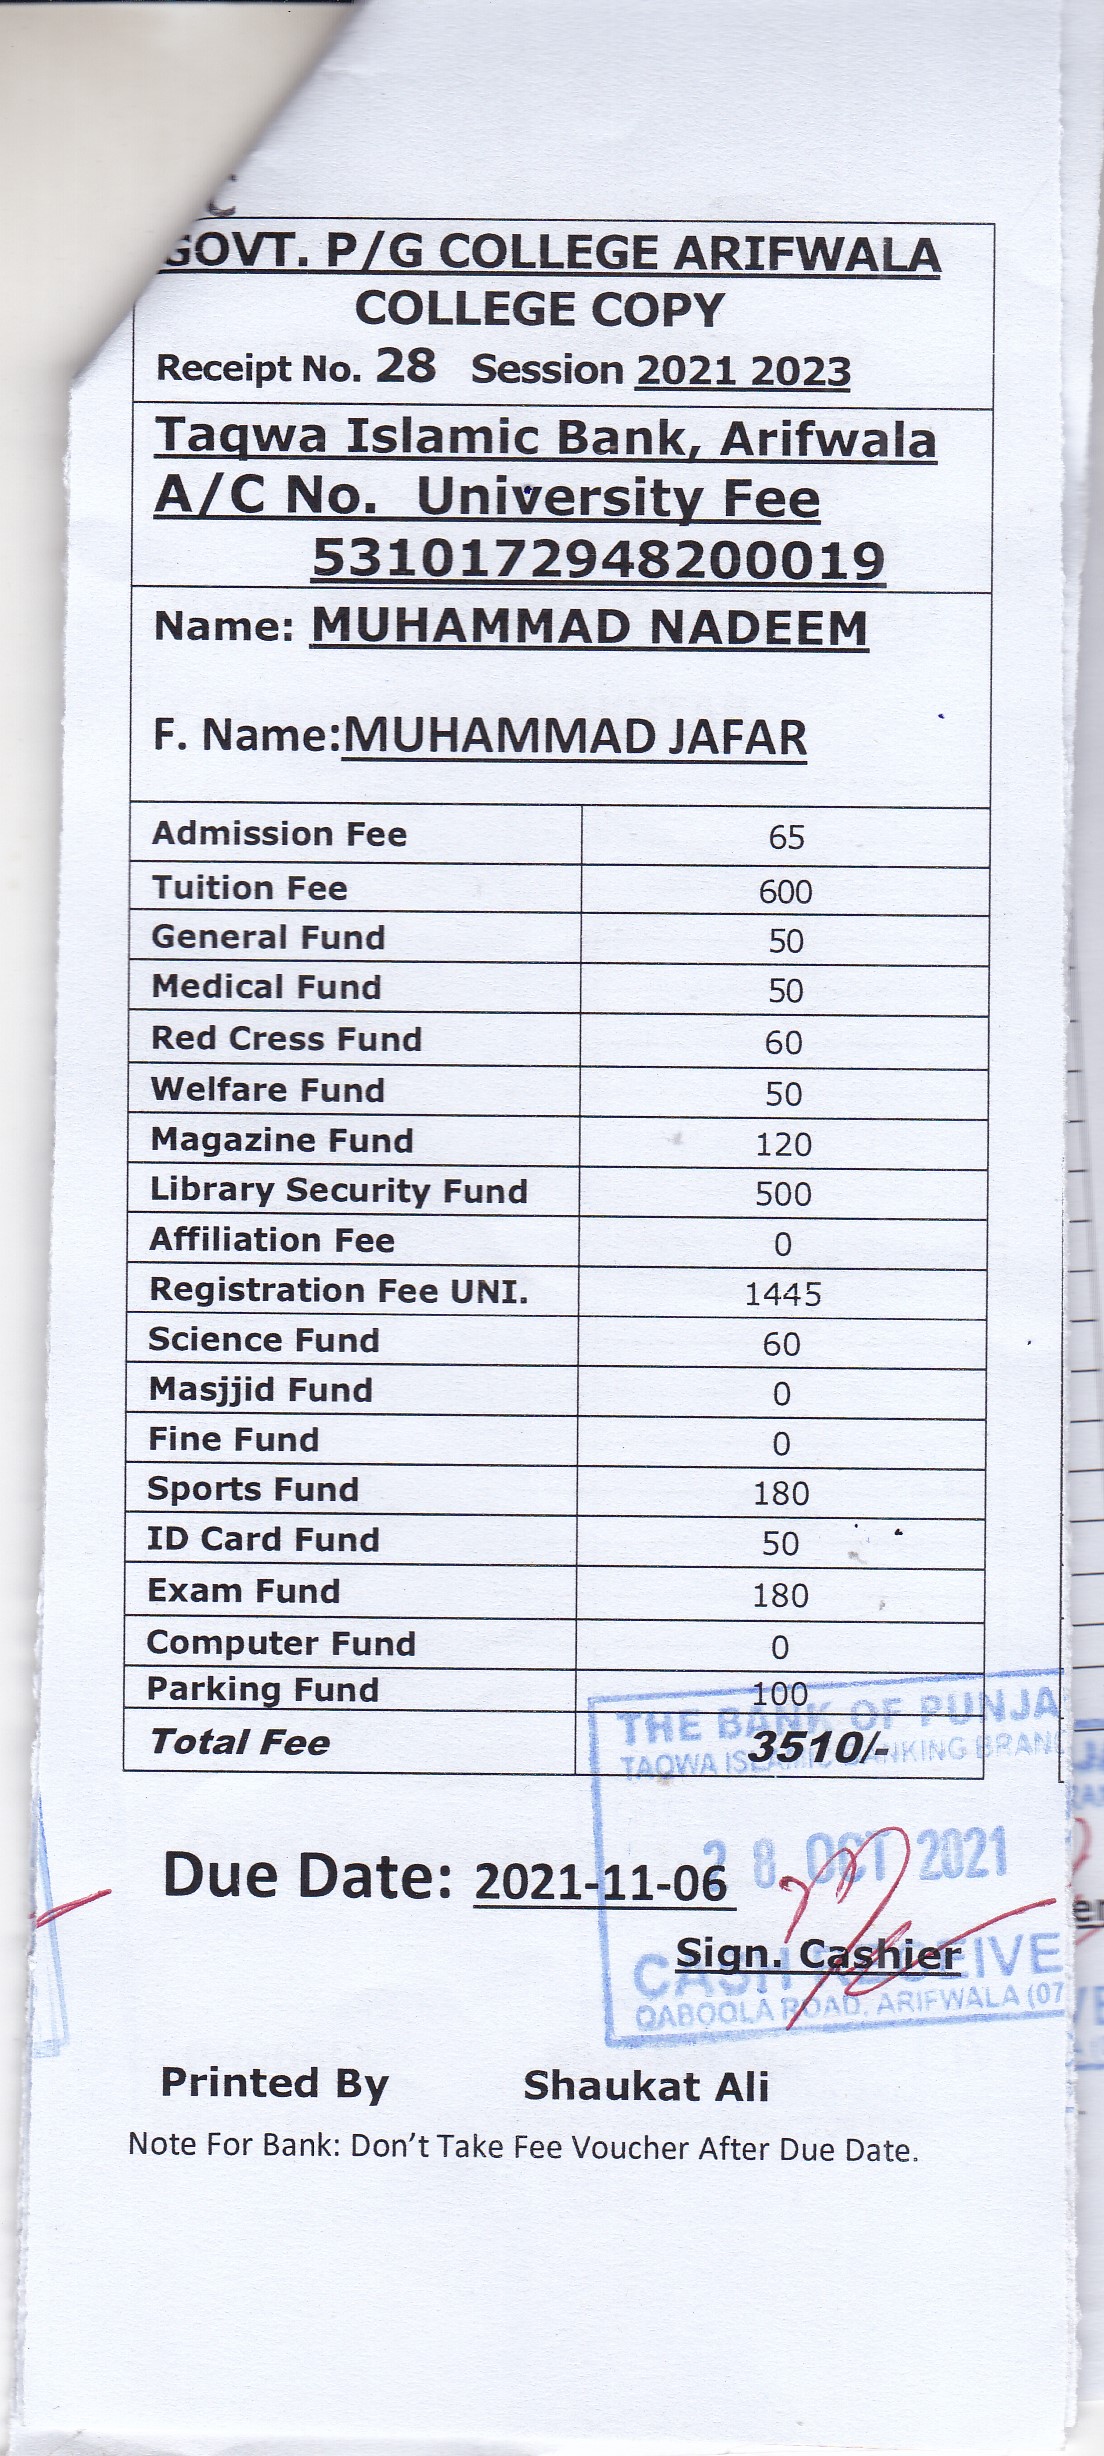 GOVT. P/G COLLEGE ARIFWALA
COLLEGE COPY
Receipt No. 28 Session 2021 2023
Taqwa Islamic Bank, Arifwala
A/C No. University Fee
5310172948200019
Name: MUHAMMAD NADEEM
F. Name:MUHAMMAD JAFAR
Admission Fee 65
Tuition Fee 600
General Fund 50
Medical Fund 50
Red Cress Fund 60
Welfare Fund 50
Magazine Fund 120
Library Security Fund 500
Affiliation Fee 0
Registration Fee UNI. 1445
Science Fund 60
Masjjid Fund 0
Fine Fund 0
Sports Fund 180
ID Card Fund 50
Exam Fund 180
Computer Fund 0
Parking Fund 100
Total Fee 3510/-
THE BANK OF PUNJA
TAQWA ISLAMIC BANKING BRANC
28 OCT 2021
Due Date: 2021-11-06
Sign. Cashier
CASH RECEIVE
QABOOLA ROAD, ARIFWALA (07
Printed By Shaukat Ali
Note For Bank: Don't Take Fee Voucher After Due Date.